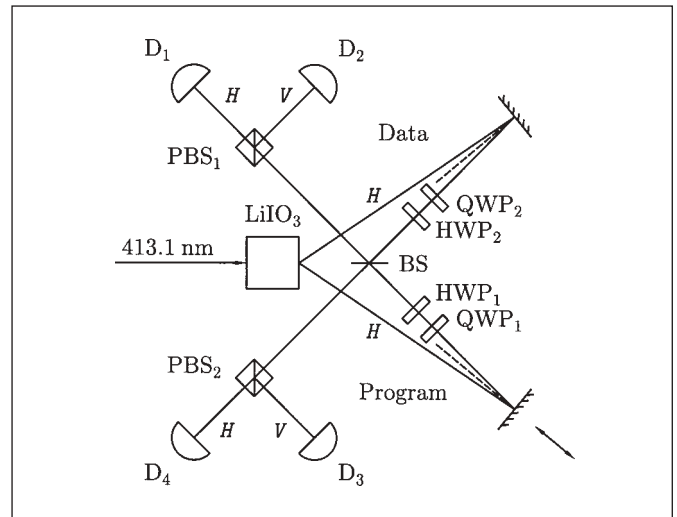 D₁
D₂
H
V
PBS₁
Data
H
QWP₂
HWP₂
LiIO₃
413.1 nm
BS
HWP₁
QWP₁
H
PBS₂
Program
H
V
D₄
D₃